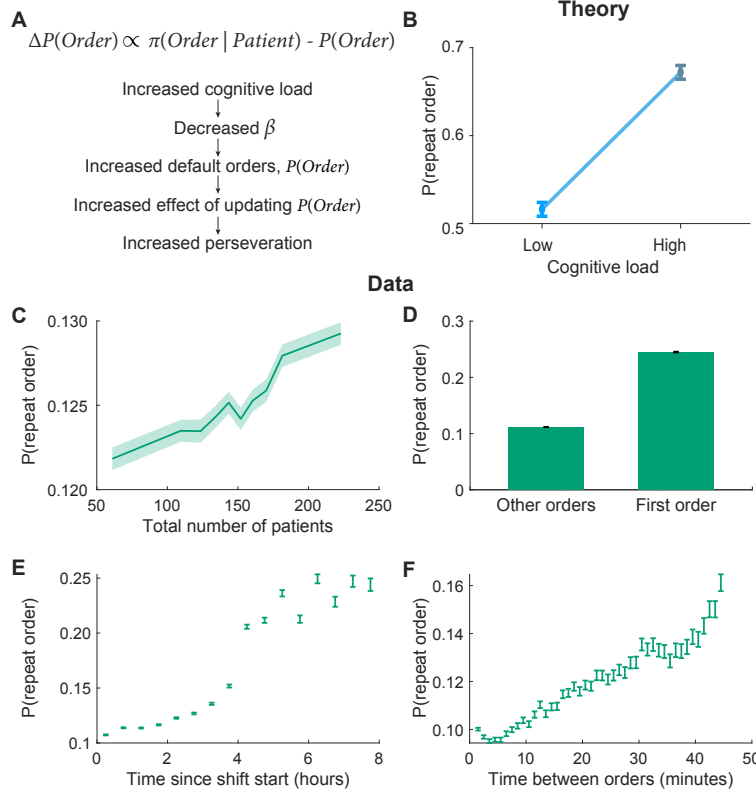 A
ΔP(Order) ∝ π(Order | Patient) - P(Order)
Increased cognitive load
Decreased β
Increased default orders, P(Order)
Increased effect of updating P(Order)
Increased perseveration
Theory
B
P(repeat order)
0.7
0.6
0.5
Low
High
Cognitive load
Data
C
P(repeat order)
0.130
0.125
0.120
50
100
150
200
250
Total number of patients
D
P(repeat order)
0.3
0.2
0.1
0
Other orders
First order
E
P(repeat order)
0.25
0.20
0.15
0.1
0
2
4
6
8
Time since shift start (hours)
F
P(repeat order)
0.16
0.14
0.12
0.10
0
10
20
30
40
50
Time between orders (minutes)